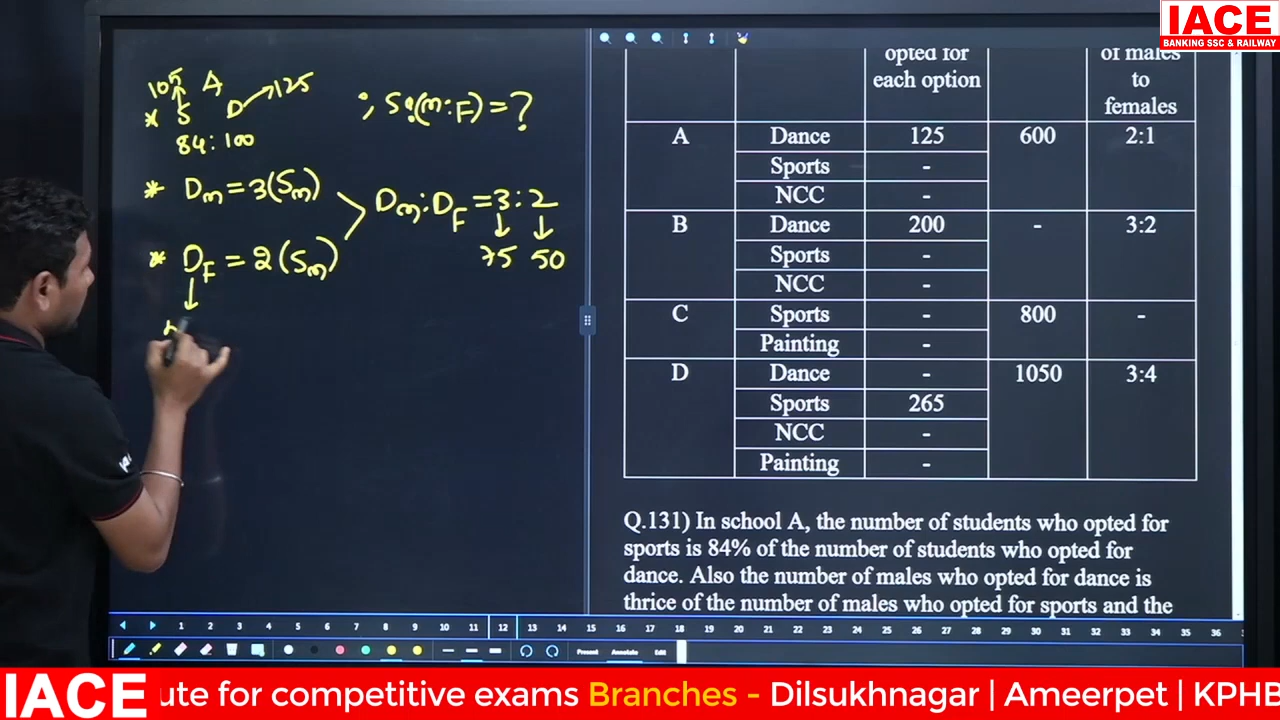 IACE
BANKING SSC & RAILWAY
105 A
* S D → 125
84 : 100
; S:(m:F) = ?
* Dm = 3(Sm)
* DF = 2(Sm)
Dm:DF = 3:2
75 50
opted for each option
of males to females
A Dance 125 600 2:1
Sports -
NCC -
B Dance 200 - 3:2
Sports -
NCC -
C Sports - 800 -
Painting -
D Dance - 1050 3:4
Sports 265
NCC -
Painting -
Q.131) In school A, the number of students who opted for
sports is 84% of the number of students who opted for
dance. Also the number of males who opted for dance is
thrice of the number of males who opted for sports and the
1 2 3 4 5 6 7 8 9 10 11 12 13 14 15 16 17 18 19 20 21 22 23 24 25 26 27 28 29 30 31 32 33 34 35 36
Present Annotate Edit
IACE ute for competitive exams Branches - Dilsukhnagar | Ameerpet | KPHB